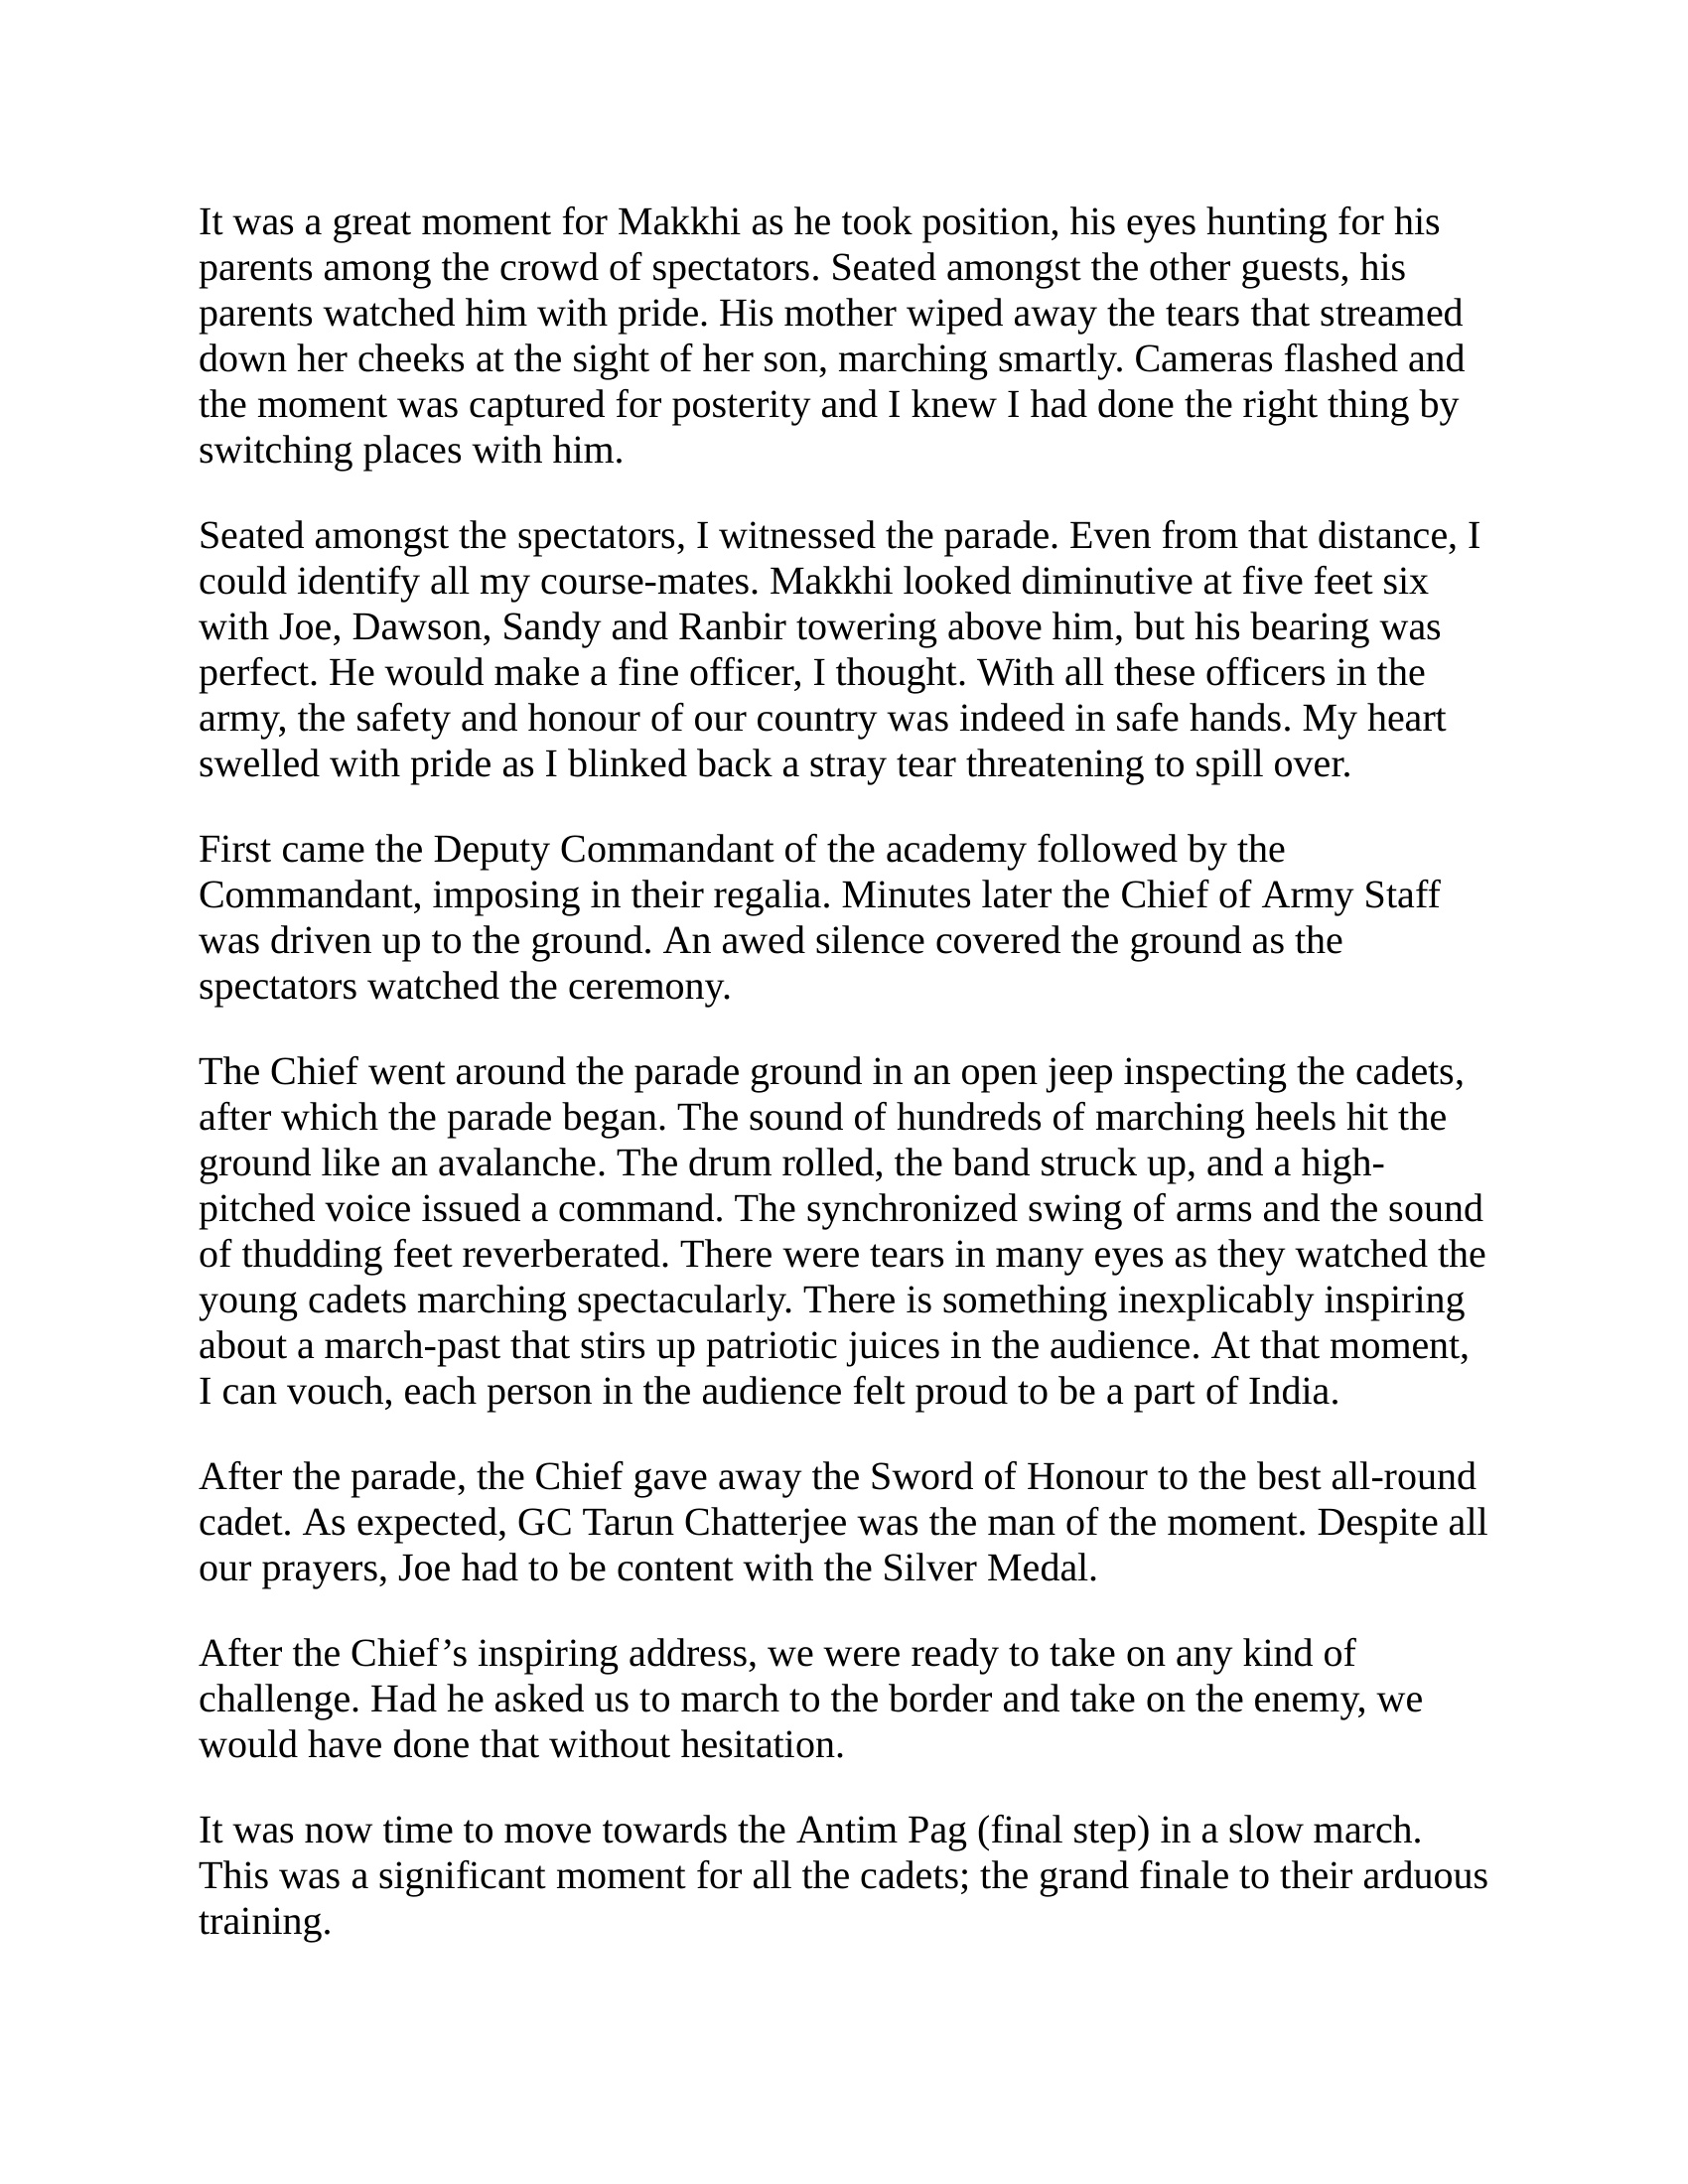 It was a great moment for Makkhi as he took position, his eyes hunting for his
parents among the crowd of spectators. Seated amongst the other guests, his
parents watched him with pride. His mother wiped away the tears that streamed
down her cheeks at the sight of her son, marching smartly. Cameras flashed and
the moment was captured for posterity and I knew I had done the right thing by
switching places with him.
Seated amongst the spectators, I witnessed the parade. Even from that distance, I
could identify all my course-mates. Makkhi looked diminutive at five feet six
with Joe, Dawson, Sandy and Ranbir towering above him, but his bearing was
perfect. He would make a fine officer, I thought. With all these officers in the
army, the safety and honour of our country was indeed in safe hands. My heart
swelled with pride as I blinked back a stray tear threatening to spill over.
First came the Deputy Commandant of the academy followed by the
Commandant, imposing in their regalia. Minutes later the Chief of Army Staff
was driven up to the ground. An awed silence covered the ground as the
spectators watched the ceremony.
The Chief went around the parade ground in an open jeep inspecting the cadets,
after which the parade began. The sound of hundreds of marching heels hit the
ground like an avalanche. The drum rolled, the band struck up, and a high-
pitched voice issued a command. The synchronized swing of arms and the sound
of thudding feet reverberated. There were tears in many eyes as they watched the
young cadets marching spectacularly. There is something inexplicably inspiring
about a march-past that stirs up patriotic juices in the audience. At that moment,
I can vouch, each person in the audience felt proud to be a part of India.
After the parade, the Chief gave away the Sword of Honour to the best all-round
cadet. As expected, GC Tarun Chatterjee was the man of the moment. Despite all
our prayers, Joe had to be content with the Silver Medal.
After the Chief’s inspiring address, we were ready to take on any kind of
challenge. Had he asked us to march to the border and take on the enemy, we
would have done that without hesitation.
It was now time to move towards the Antim Pag (final step) in a slow march.
This was a significant moment for all the cadets; the grand finale to their arduous
training.